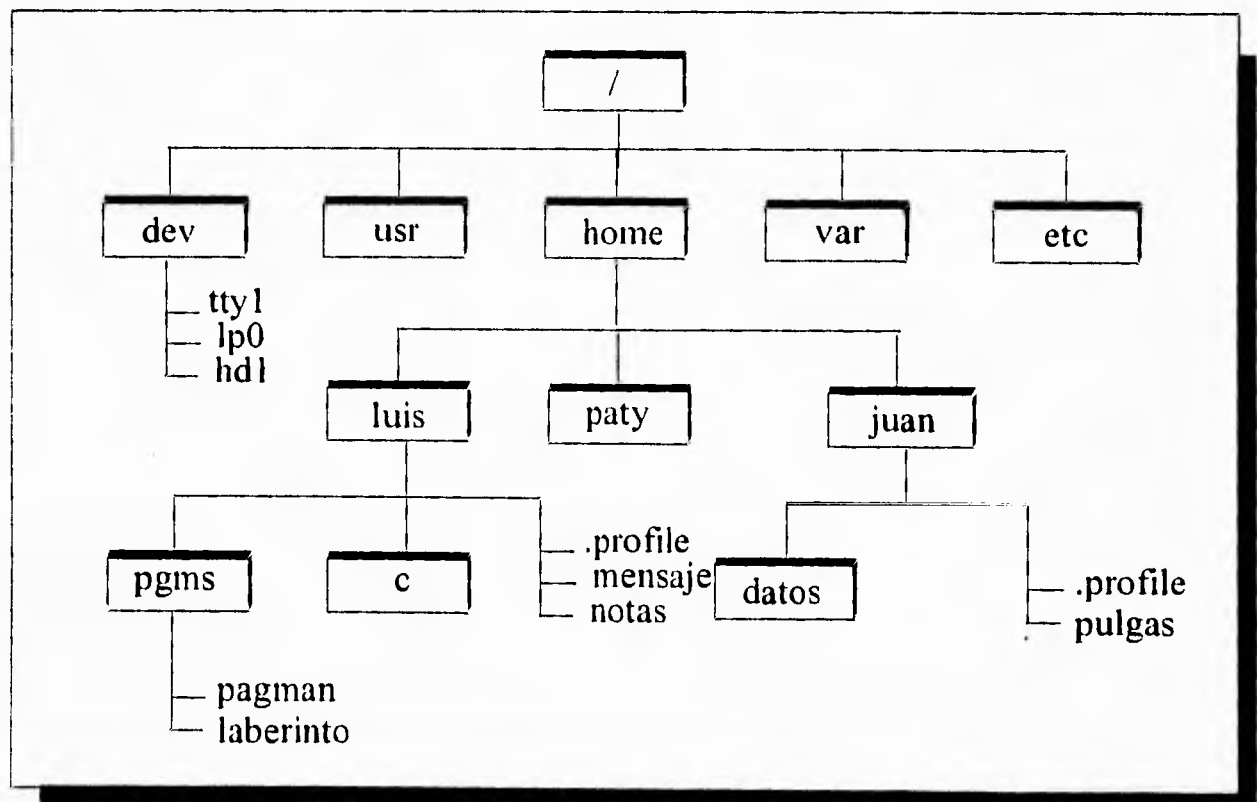 /
dev usr home var etc
tty1
lp0
hd1
luis paty juan
pgms c .profile
mensaje
notas
datos .profile
pulgas
pagman
laberinto